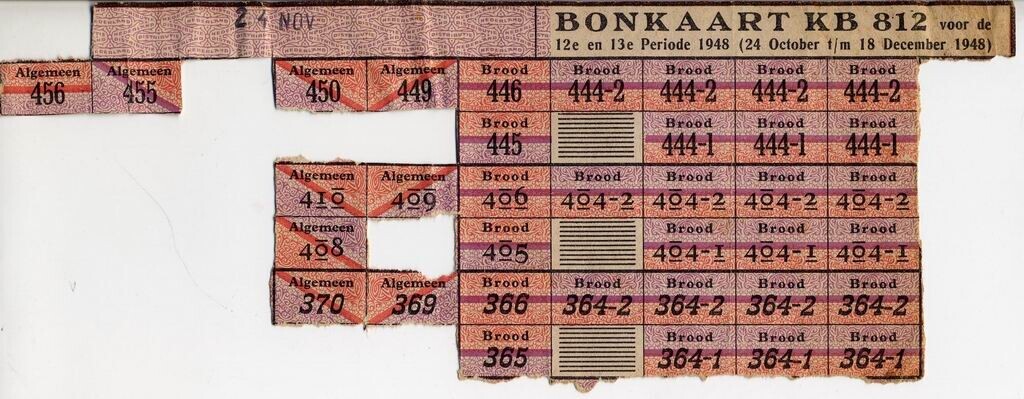 24 NOV
BONKAART KB 812 voor de
12e en 13e Periode 1948 (24 October t/m 18 December 1948)
Algemeen Algemeen Algemeen Algemeen Brood Brood Brood Brood Brood
456 455 450 449 446 444-2 444-2 444-2 444-2
Brood Brood Brood Brood
445 444-1 444-1 444-1
Algemeen Algemeen Brood Brood Brood Brood Brood
410 409 406 404-2 404-2 404-2 404-2
Algemeen Brood Brood Brood Brood
408 405 404-1 404-1 404-1
Algemeen Algemeen Brood Brood Brood Brood Brood
370 369 366 364-2 364-2 364-2 364-2
Brood Brood Brood Brood
365 364-1 364-1 364-1